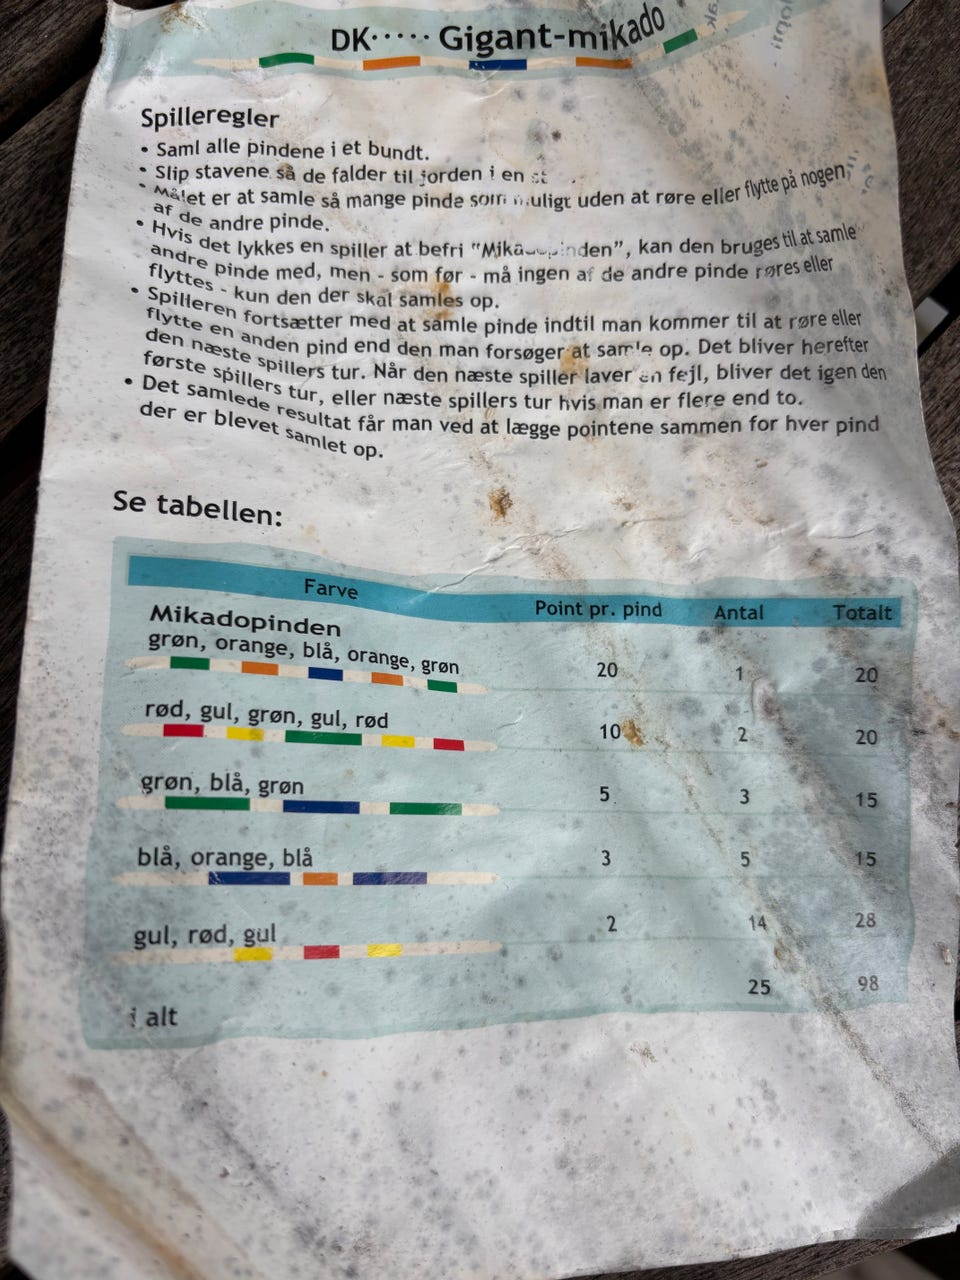 DK····· Gigant-mikado
Spilleregler
• Saml alle pindene i et bundt.
• Slip stavene så de falder til jorden i en
• Målet er at samle så mange pinde som muligt uden at røre eller flytte på nogen
af de andre pinde.
• Hvis det lykkes en spiller at befri "Mikadopinden", kan den bruges til at samle
andre pinde med, men - som før - må ingen af de andre pinde røres eller
flyttes - kun den der skal samles op.
• Spilleren fortsætter med at samle pinde indtil man kommer til at røre eller
flytte en anden pind end den man forsøger at samle op. Det bliver herefter
den næste spillers tur. Når den næste spiller laver en fejl, bliver det igen den
første spillers tur, eller næste spillers tur hvis man er flere end to.
• Det samlede resultat får man ved at lægge pointene sammen for hver pind
der er blevet samlet op.
Se tabellen:
Farve Point pr. pind Antal Totalt
Mikadopinden
grøn, orange, blå, orange, grøn 20 1 20
rød, gul, grøn, gul, rød 10 2 20
grøn, blå, grøn 5 3 15
blå, orange, blå 3 5 15
gul, rød, gul 2 14 28
i alt 25 98